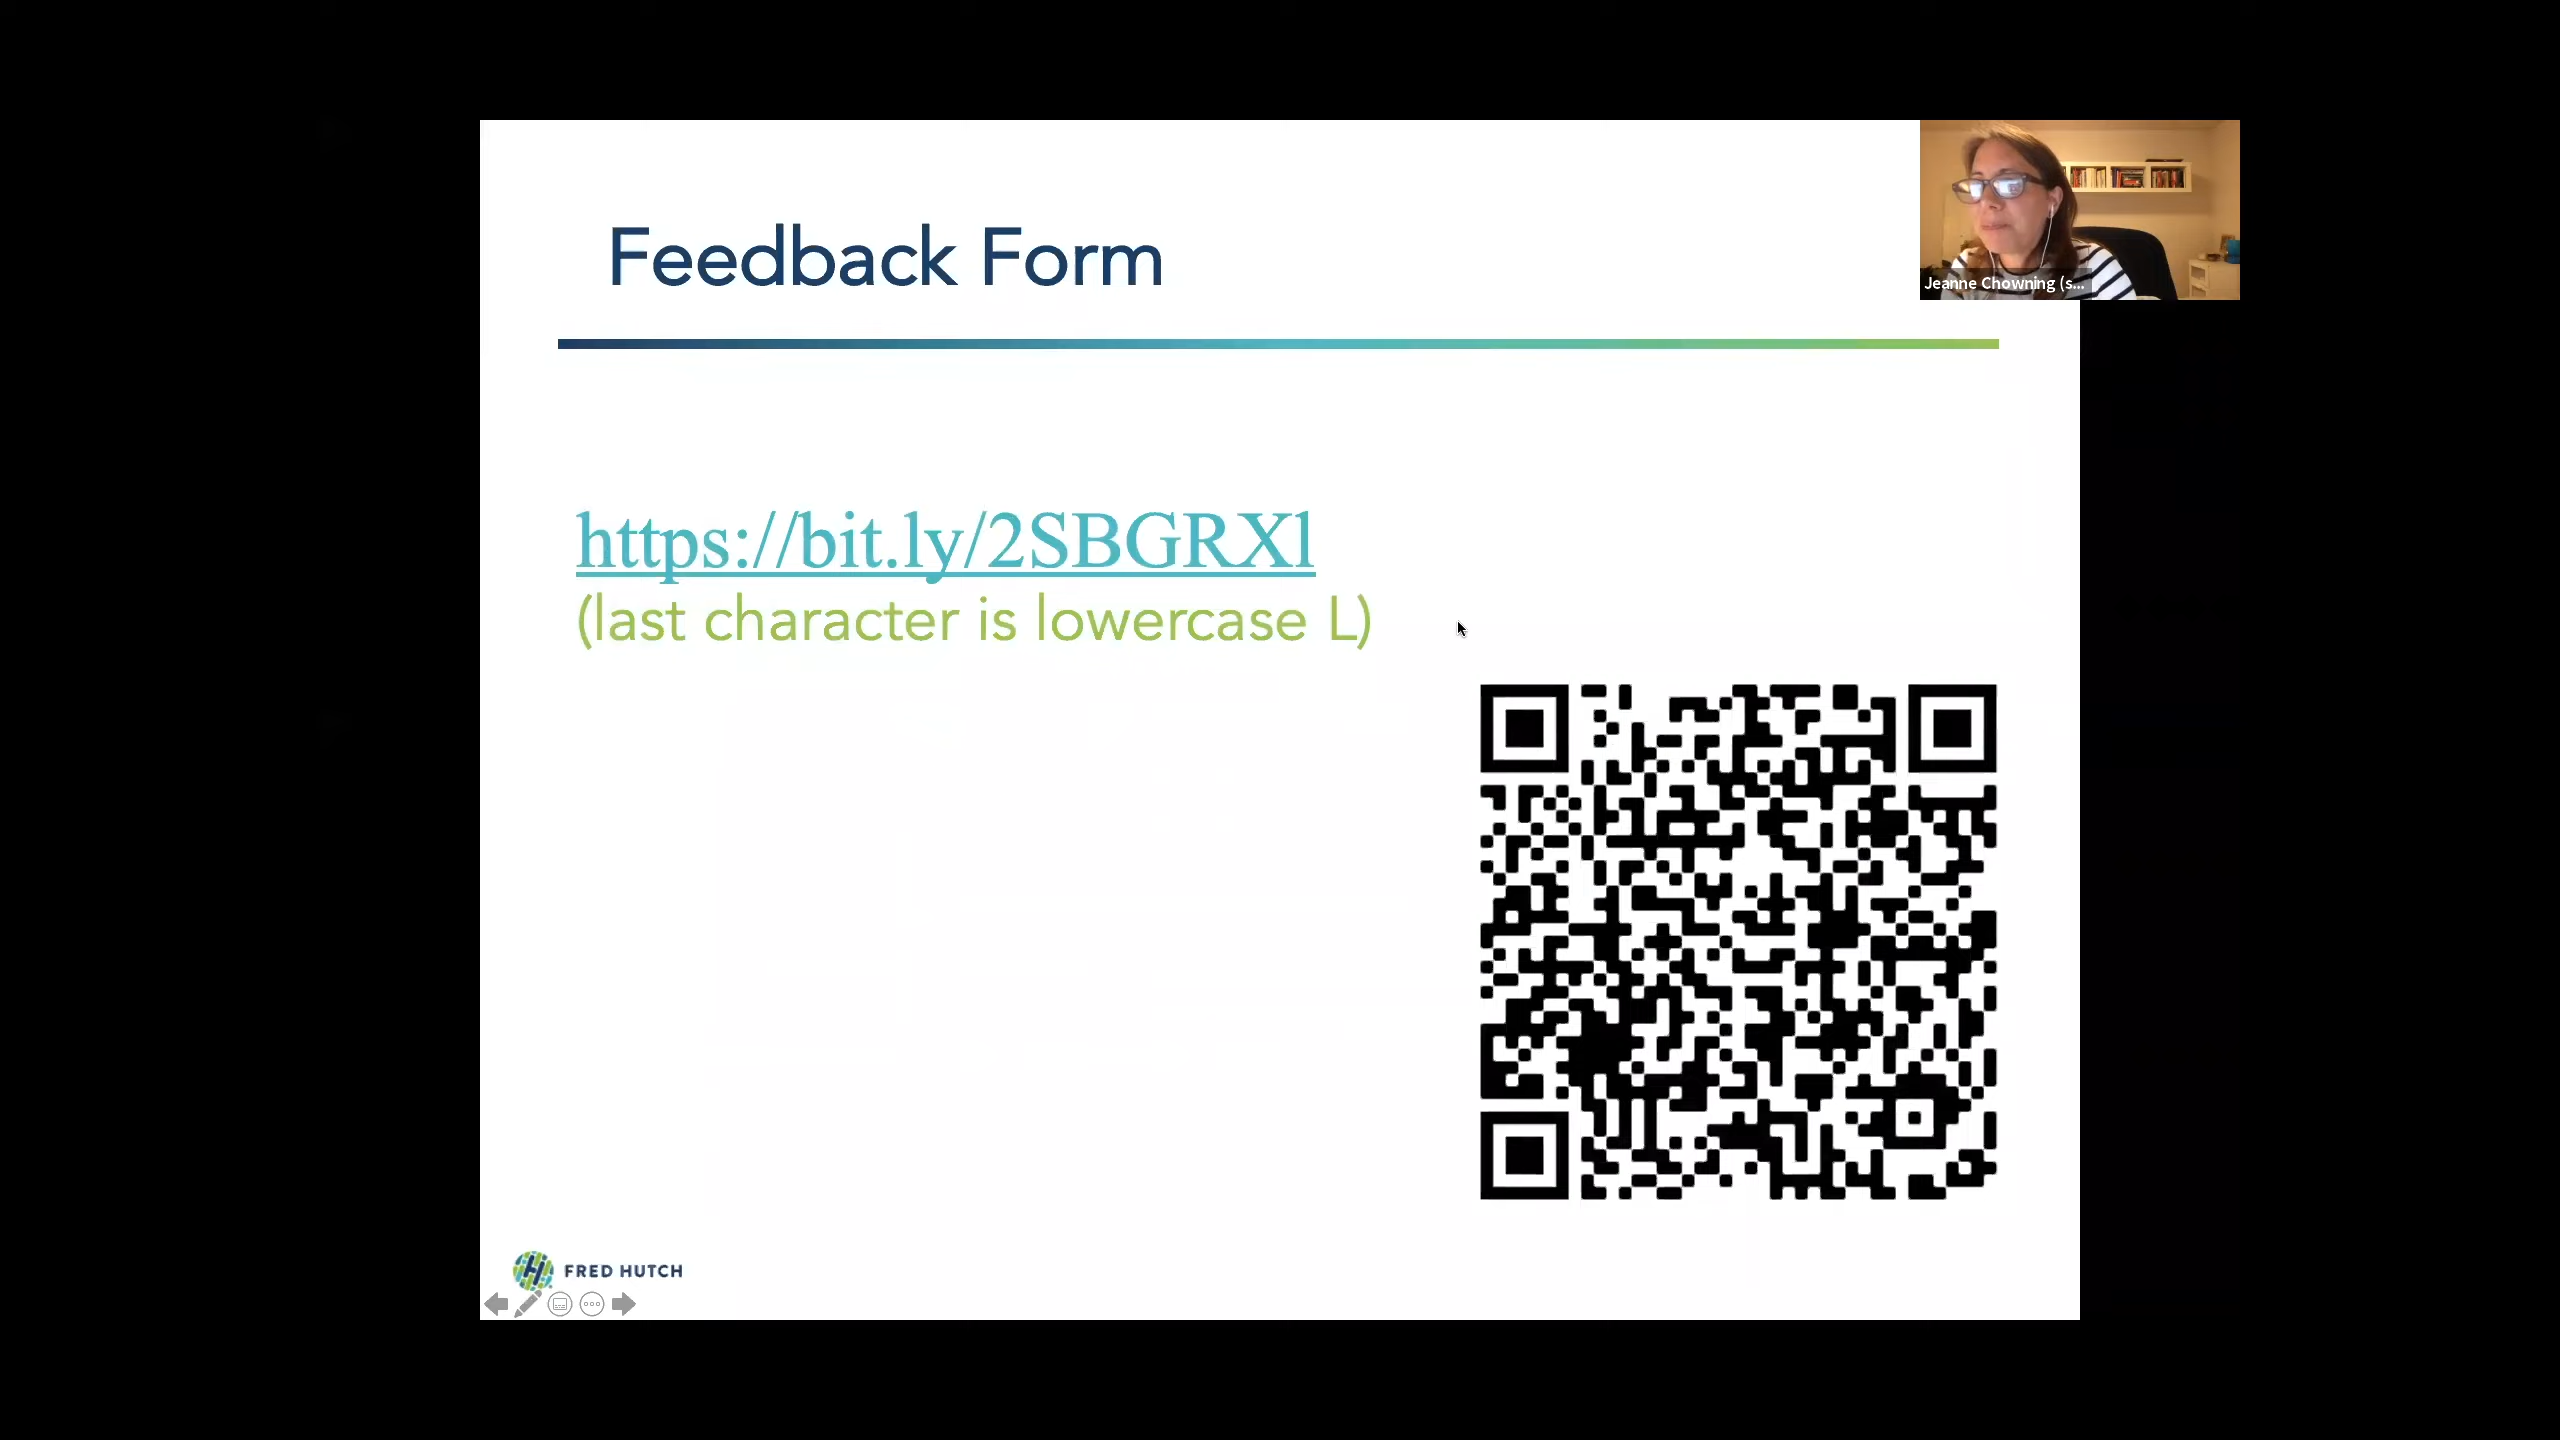 Feedback Form
Jeanne Chowning (s...
https://bit.ly/2SBGRXl
(last character is lowercase L)
FRED HUTCH